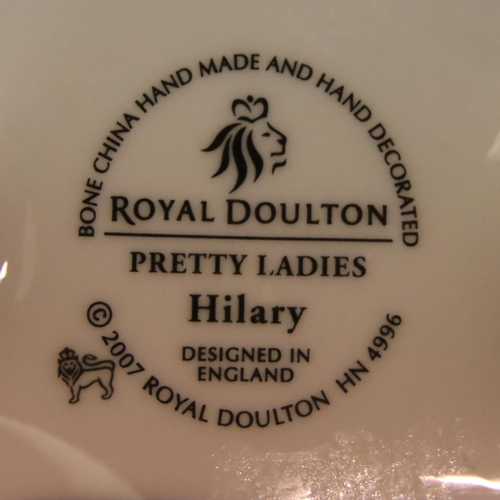 BONE CHINA HAND MADE AND HAND DECORATED
ROYAL DOULTON
PRETTY LADIES
Hilary
DESIGNED IN
ENGLAND
© 2007 ROYAL DOULTON HN 4996